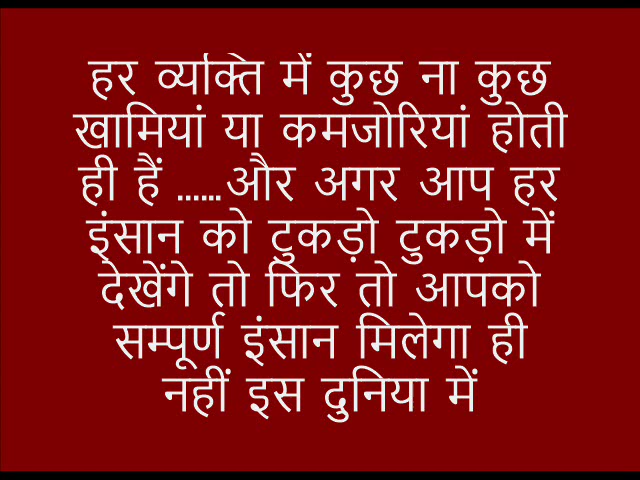 हर व्यक्ति में कुछ ना कुछ
खामियां या कमजोरियां होती
ही हैं ......और अगर आप हर
इंसान को टुकड़ो टुकड़ो में
देखेंगे तो फिर तो आपको
सम्पूर्ण इंसान मिलेगा ही
नहीं इस दुनिया में